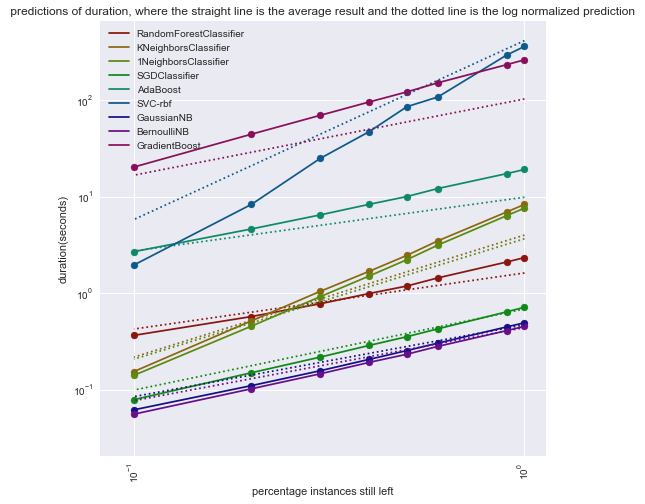 predictions of duration, where the straight line is the average result and the dotted line is the log normalized prediction
RandomForestClassifier
KNeighborsClassifier
1NeighborsClassifier
SGDClassifier
AdaBoost
SVC-rbf
GaussianNB
BernoulliNB
GradientBoost
duration(seconds)
10²
10¹
10⁰
10⁻¹
10⁻¹
10⁰
percentage instances still left